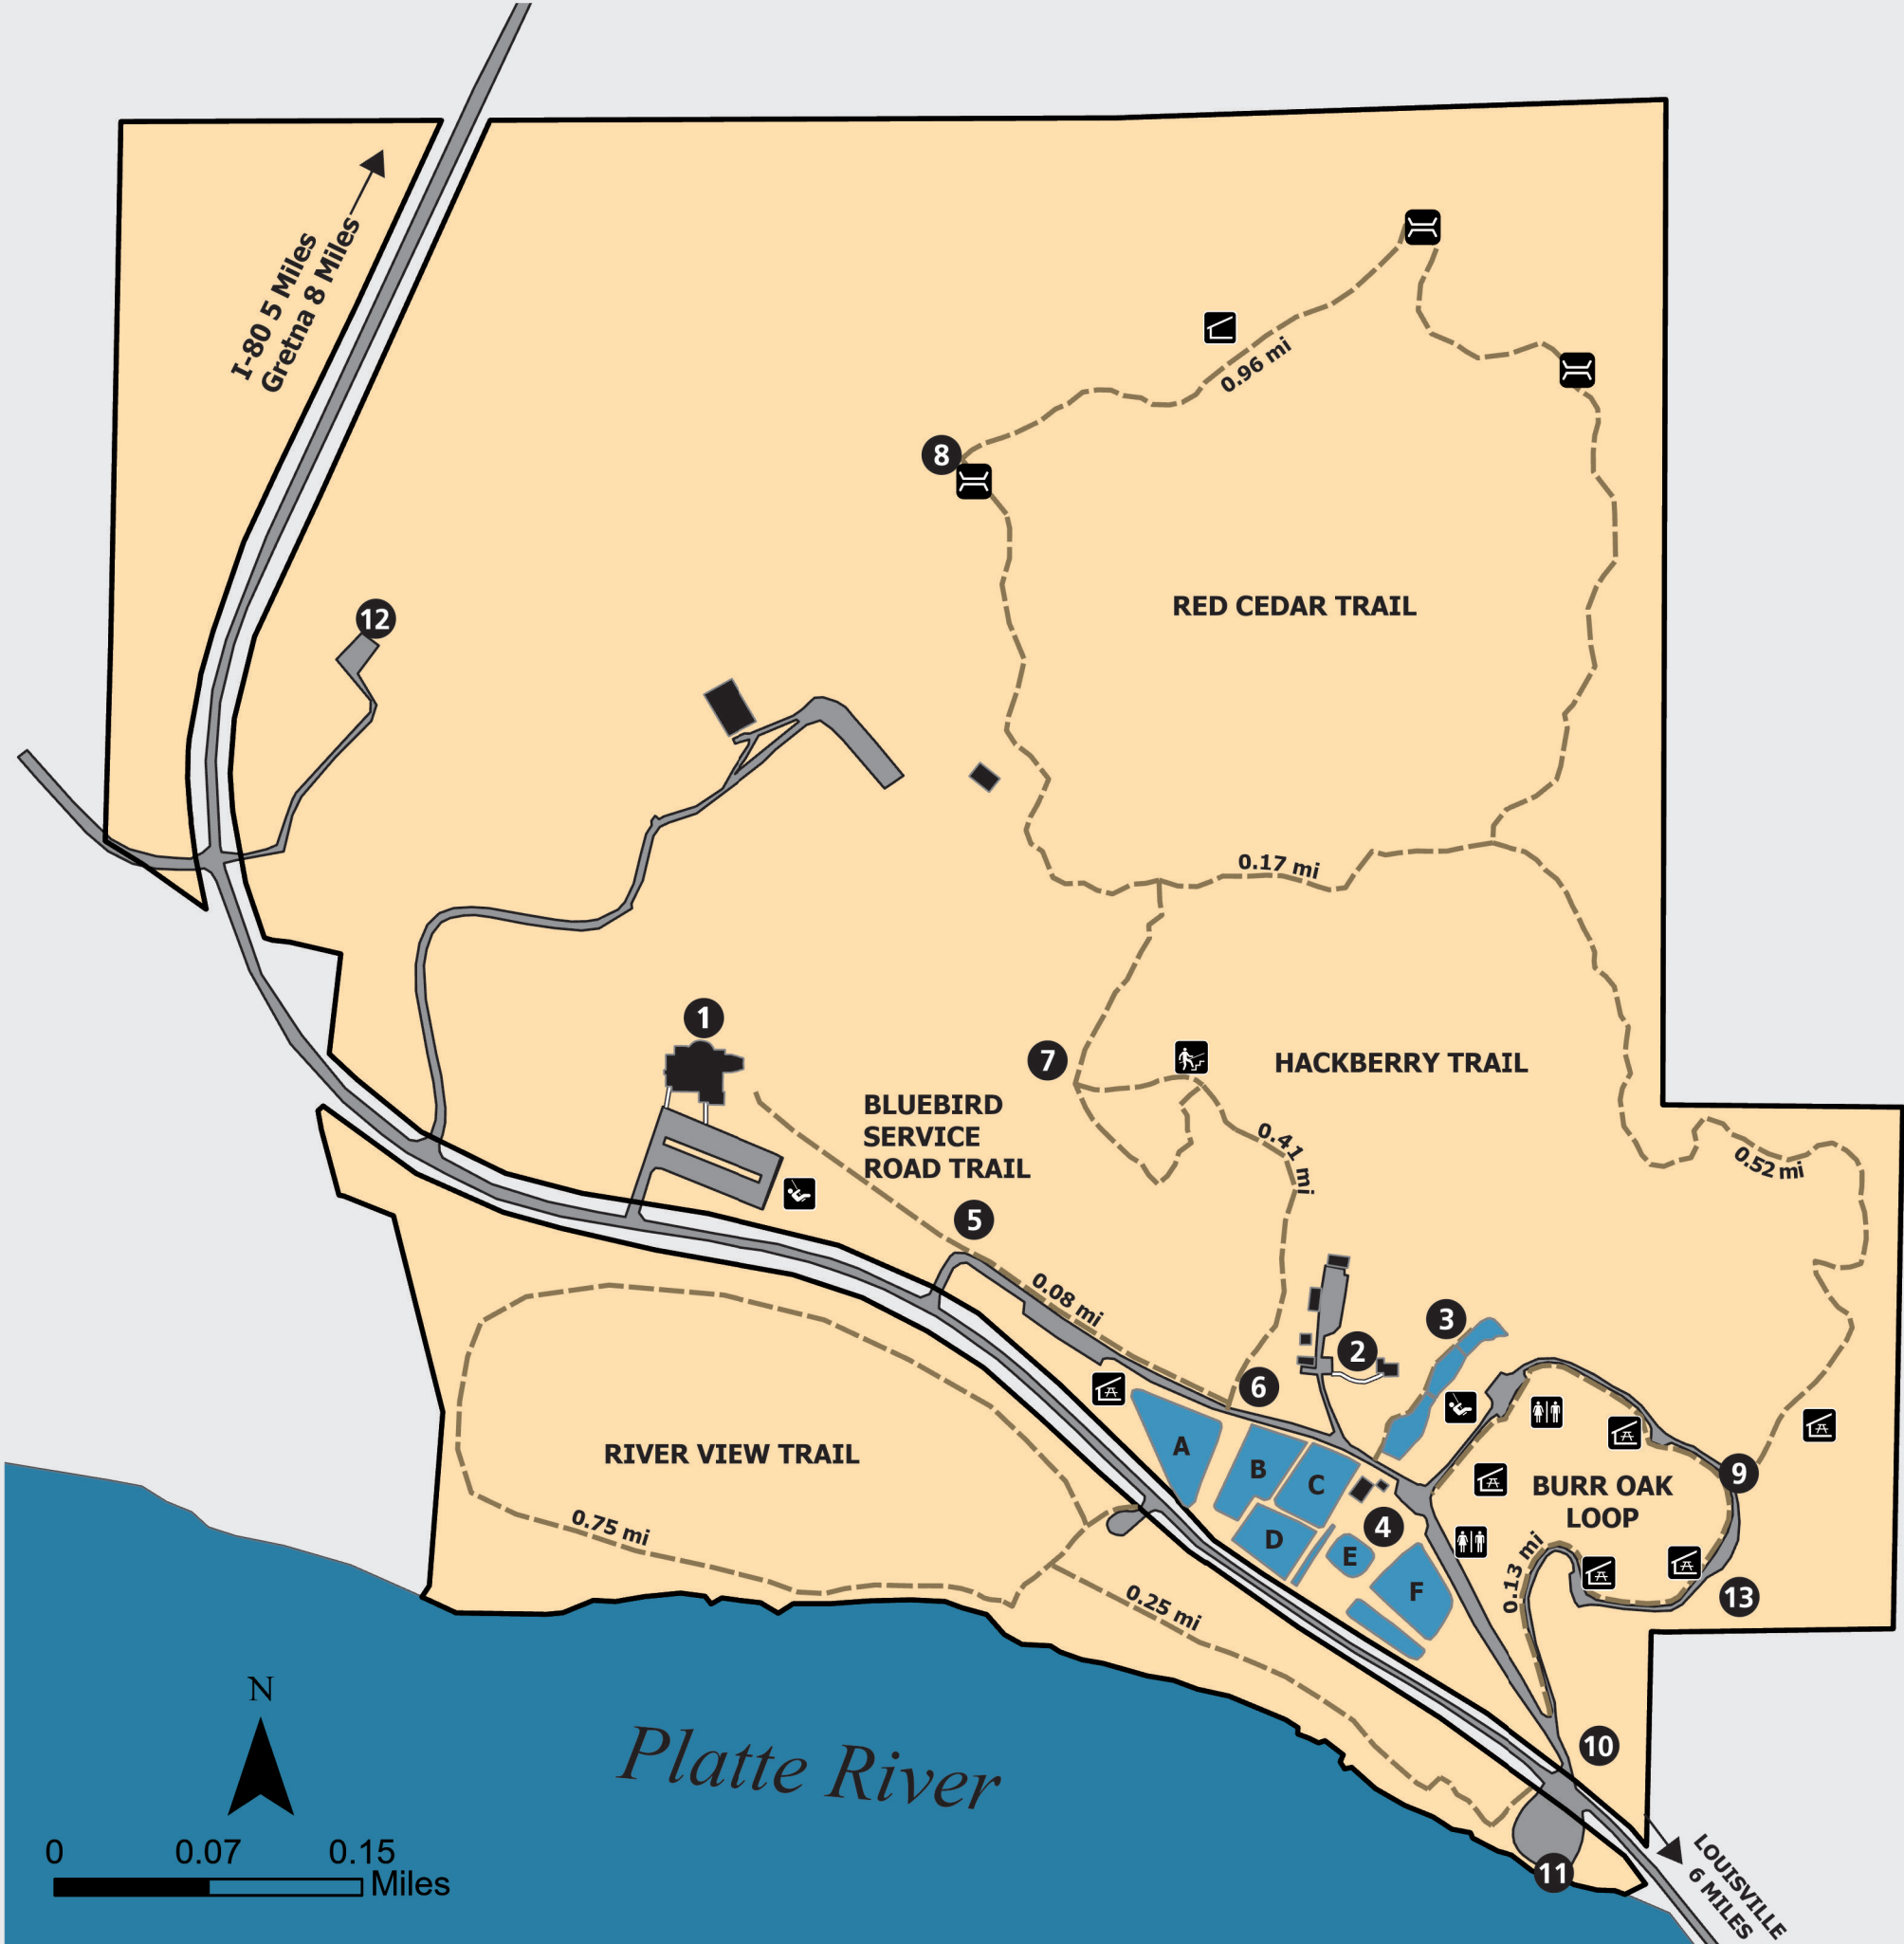 I-80 5 Miles
Gretna 8 Miles
0.96 mi
8
RED CEDAR TRAIL
12
0.17 mi
1
7
HACKBERRY TRAIL
BLUEBIRD
SERVICE
ROAD TRAIL
0.41 mi
0.52 mi
5
0.08 mi
3
2
6
RIVER VIEW TRAIL
A
B
C
D
E
F
4
9
BURR OAK
LOOP
0.75 mi
0.13 mi
13
0.25 mi
10
11
N
Platte River
0 0.07 0.15
Miles
LOUISVILLE
6 MILES